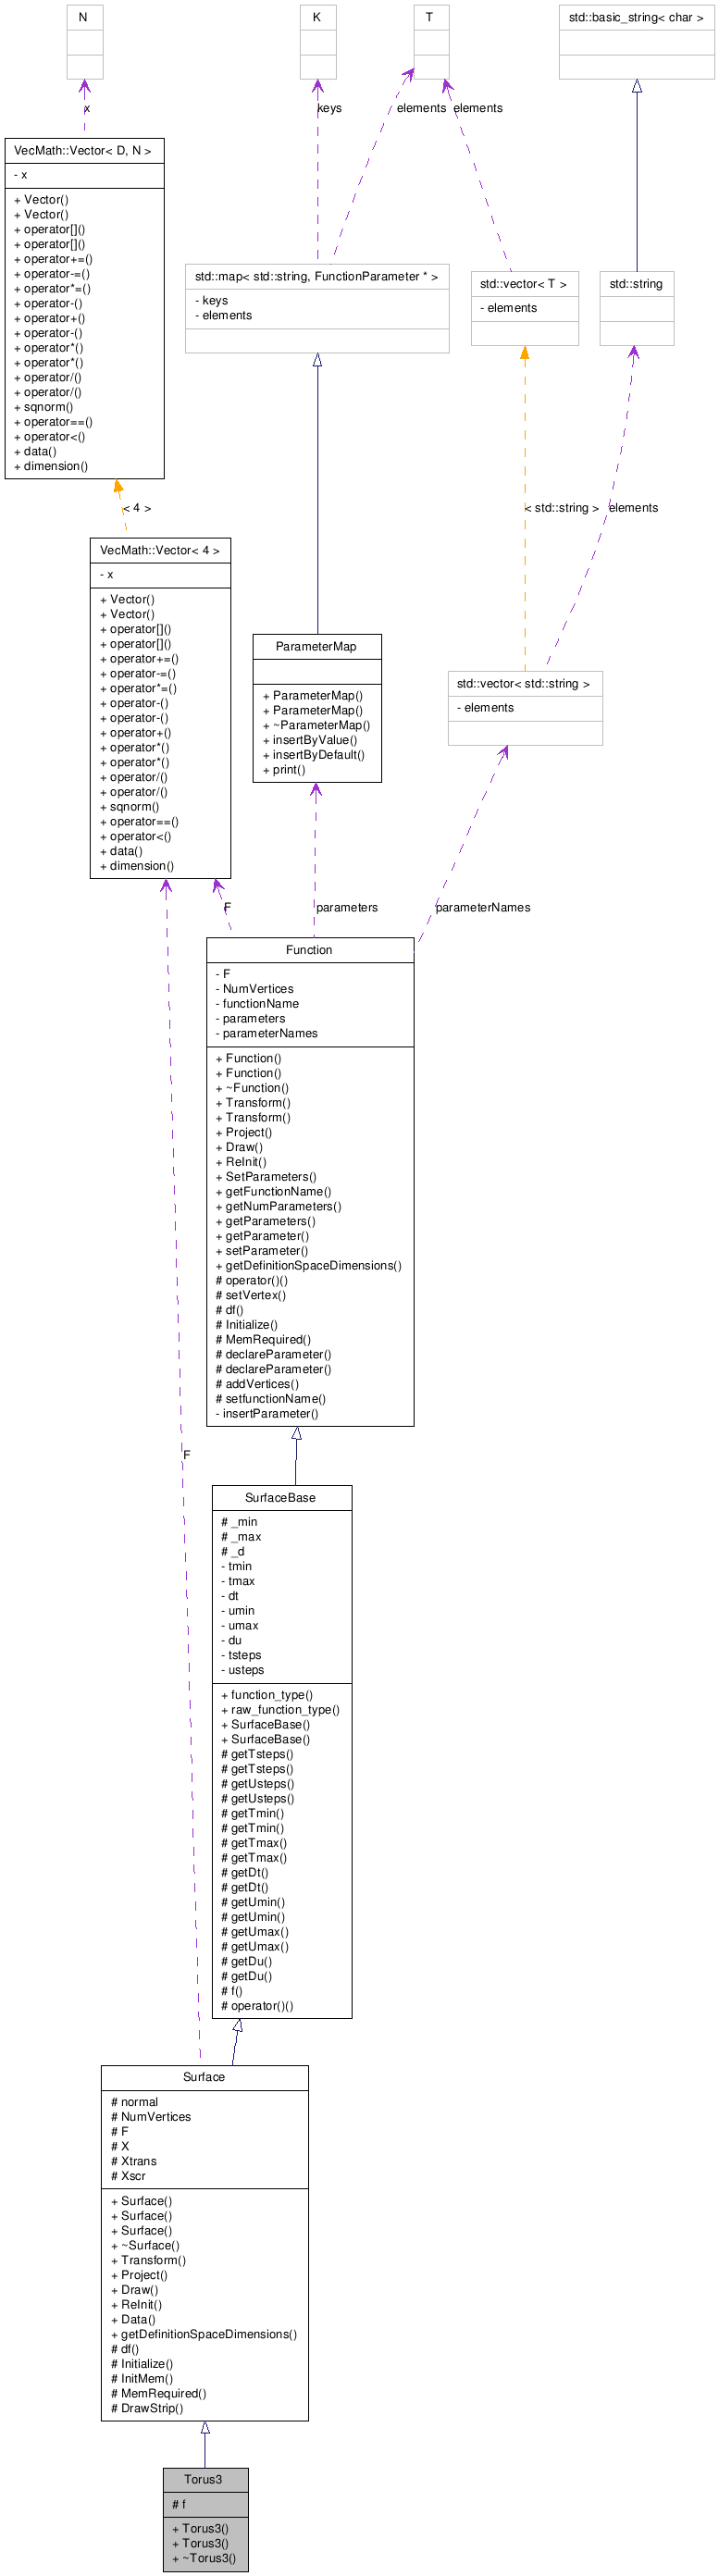 N
K
T
std::basic_string< char >
x
keys
elements
elements
VecMath::Vector< D, N >
- x
+ Vector()
+ Vector()
+ operator[]()
+ operator[]()
+ operator+=()
+ operator-=()
+ operator*=()
+ operator-()
+ operator+()
+ operator-()
+ operator*()
+ operator*()
+ operator/()
+ operator/()
+ sqnorm()
+ operator==()
+ operator<()
+ data()
+ dimension()
std::map< std::string, FunctionParameter * >
- keys
- elements
std::vector< T >
- elements
std::string
< 4 >
< std::string >
elements
VecMath::Vector< 4 >
- x
+ Vector()
+ Vector()
+ operator[]()
+ operator[]()
+ operator+=()
+ operator-=()
+ operator*=()
+ operator-()
+ operator-()
+ operator+()
+ operator*()
+ operator*()
+ operator/()
+ operator/()
+ sqnorm()
+ operator==()
+ operator<()
+ data()
+ dimension()
ParameterMap
+ ParameterMap()
+ ParameterMap()
+ ~ParameterMap()
+ insertByValue()
+ insertByDefault()
+ print()
std::vector< std::string >
- elements
F
parameters
parameterNames
Function
- F
- NumVertices
- functionName
- parameters
- parameterNames
+ Function()
+ Function()
+ ~Function()
+ Transform()
+ Transform()
+ Project()
+ Draw()
+ ReInit()
+ SetParameters()
+ getFunctionName()
+ getNumParameters()
+ getParameters()
+ getParameter()
+ setParameter()
+ getDefinitionSpaceDimensions()
# operator()()
# setVertex()
# df()
# Initialize()
# MemRequired()
# declareParameter()
# declareParameter()
# addVertices()
# setfunctionName()
- insertParameter()
F
SurfaceBase
# _min
# _max
# _d
- tmin
- tmax
- dt
- umin
- umax
- du
- tsteps
- usteps
+ function_type()
+ raw_function_type()
+ SurfaceBase()
+ SurfaceBase()
# getTsteps()
# getTsteps()
# getUsteps()
# getUsteps()
# getTmin()
# getTmin()
# getTmax()
# getTmax()
# getDt()
# getDt()
# getUmin()
# getUmin()
# getUmax()
# getUmax()
# getDu()
# getDu()
# f()
# operator()()
Surface
# normal
# NumVertices
# F
# X
# Xtrans
# Xscr
+ Surface()
+ Surface()
+ Surface()
+ ~Surface()
+ Transform()
+ Project()
+ Draw()
+ ReInit()
+ Data()
+ getDefinitionSpaceDimensions()
# df()
# Initialize()
# InitMem()
# MemRequired()
# DrawStrip()
Torus3
# f
+ Torus3()
+ Torus3()
+ ~Torus3()